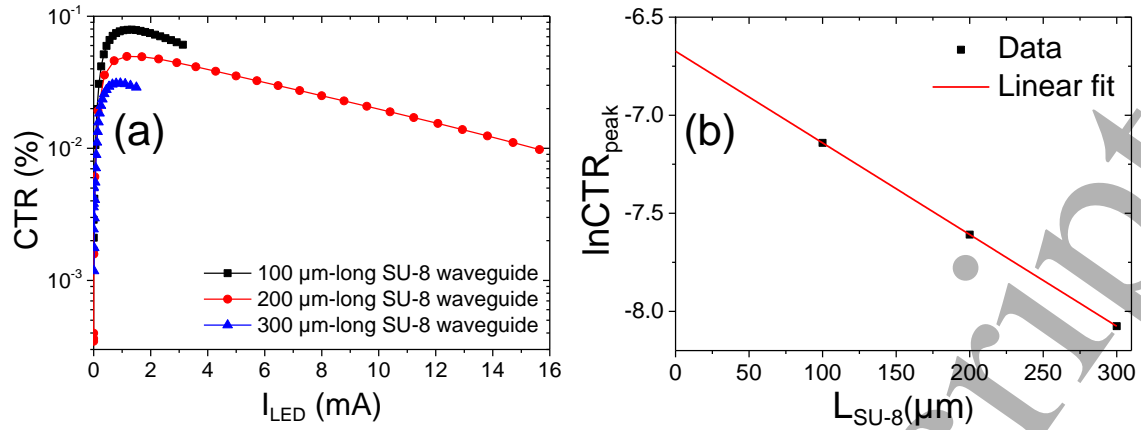 10⁻¹
10⁻²
10⁻³
CTR (%)
(a)
100 µm-long SU-8 waveguide
200 µm-long SU-8 waveguide
300 µm-long SU-8 waveguide
0 2 4 6 8 10 12 14 16
I_LED (mA)
-6.5
-7.0
-7.5
-8.0
lnCTR_peak
(b)
Data
Linear fit
0 50 100 150 200 250 300
L_SU-8(µm)